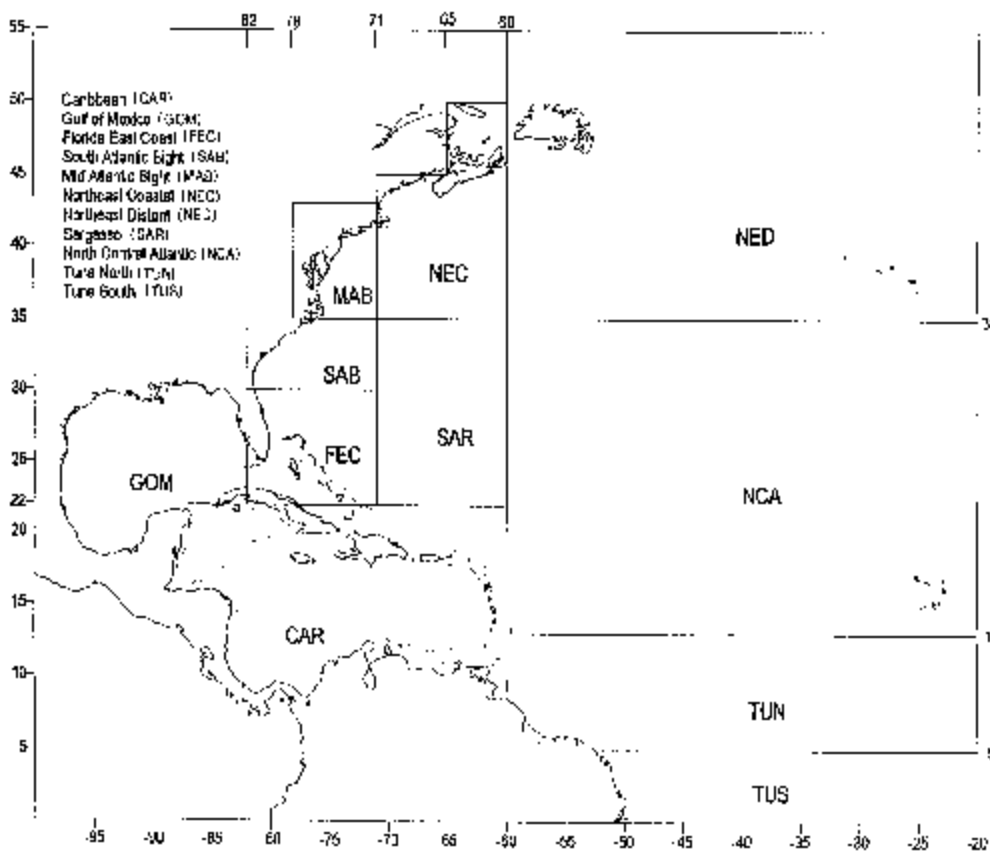 55
82 78 71 65 60
50
Caribbean (CAR)
Gulf of Mexico (GOM)
Florida East Coast (FEC)
South Atlantic Bight (SAB)
Mid Atlantic Bight (MAB)
Northeast Coastal (NEC)
Northeast Distant (NED)
Sargasso (SAR)
North Central Atlantic (NCA)
Tuna North (TUN)
Tuna South (TUS)
45
40
NED
NEC
MAB
35
SAB
30
FEC
SAR
25
GOM
NCA
22
20
15
CAR
10
TUN
5
TUS
-95 -90 -85 -80 -71 -65 -60 -45 -40 -35 -30 -25 -20